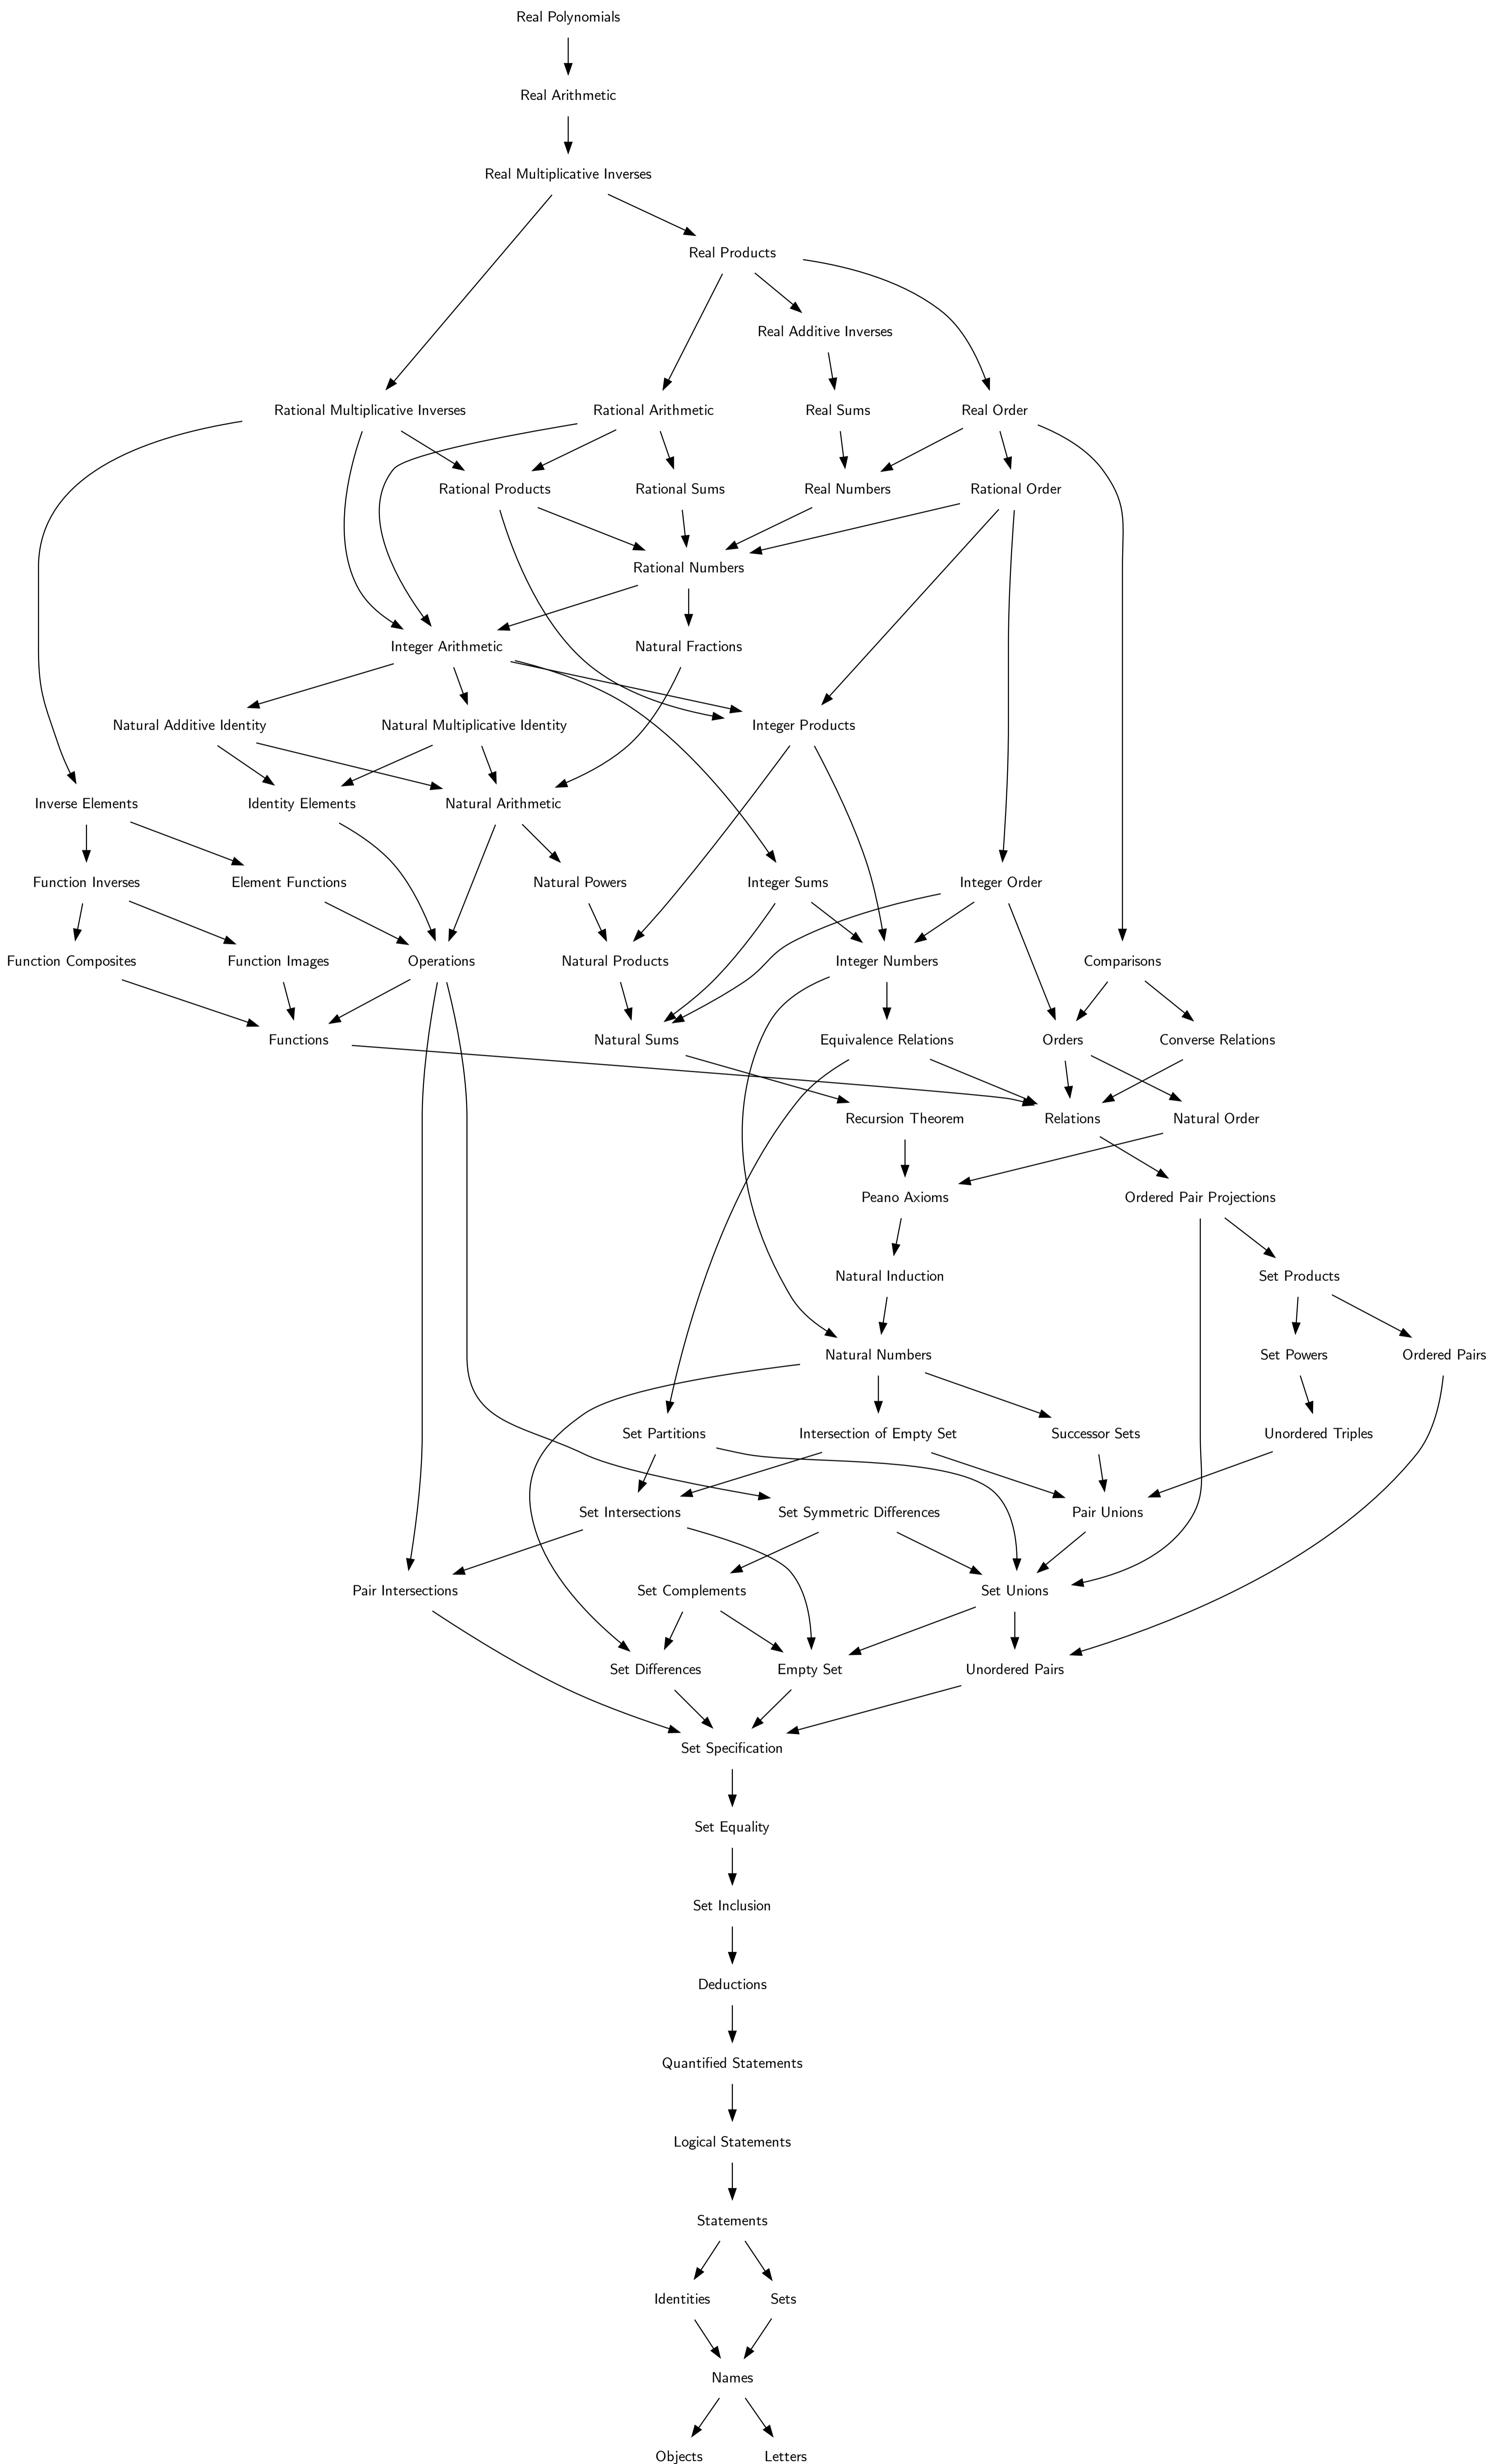 Real Polynomials
Real Arithmetic
Real Multiplicative Inverses
Real Products
Real Additive Inverses
Rational Multiplicative Inverses
Rational Arithmetic
Real Sums
Real Order
Rational Products
Rational Sums
Real Numbers
Rational Order
Rational Numbers
Integer Arithmetic
Natural Fractions
Natural Additive Identity
Natural Multiplicative Identity
Integer Products
Inverse Elements
Identity Elements
Natural Arithmetic
Function Inverses
Element Functions
Natural Powers
Integer Sums
Integer Order
Function Composites
Function Images
Operations
Natural Products
Integer Numbers
Comparisons
Functions
Natural Sums
Equivalence Relations
Orders
Converse Relations
Recursion Theorem
Relations
Natural Order
Peano Axioms
Ordered Pair Projections
Natural Induction
Set Products
Natural Numbers
Set Powers
Ordered Pairs
Set Partitions
Intersection of Empty Set
Successor Sets
Unordered Triples
Set Intersections
Set Symmetric Differences
Pair Unions
Pair Intersections
Set Complements
Set Unions
Set Differences
Empty Set
Unordered Pairs
Set Specification
Set Equality
Set Inclusion
Deductions
Quantified Statements
Logical Statements
Statements
Identities
Sets
Names
Objects
Letters